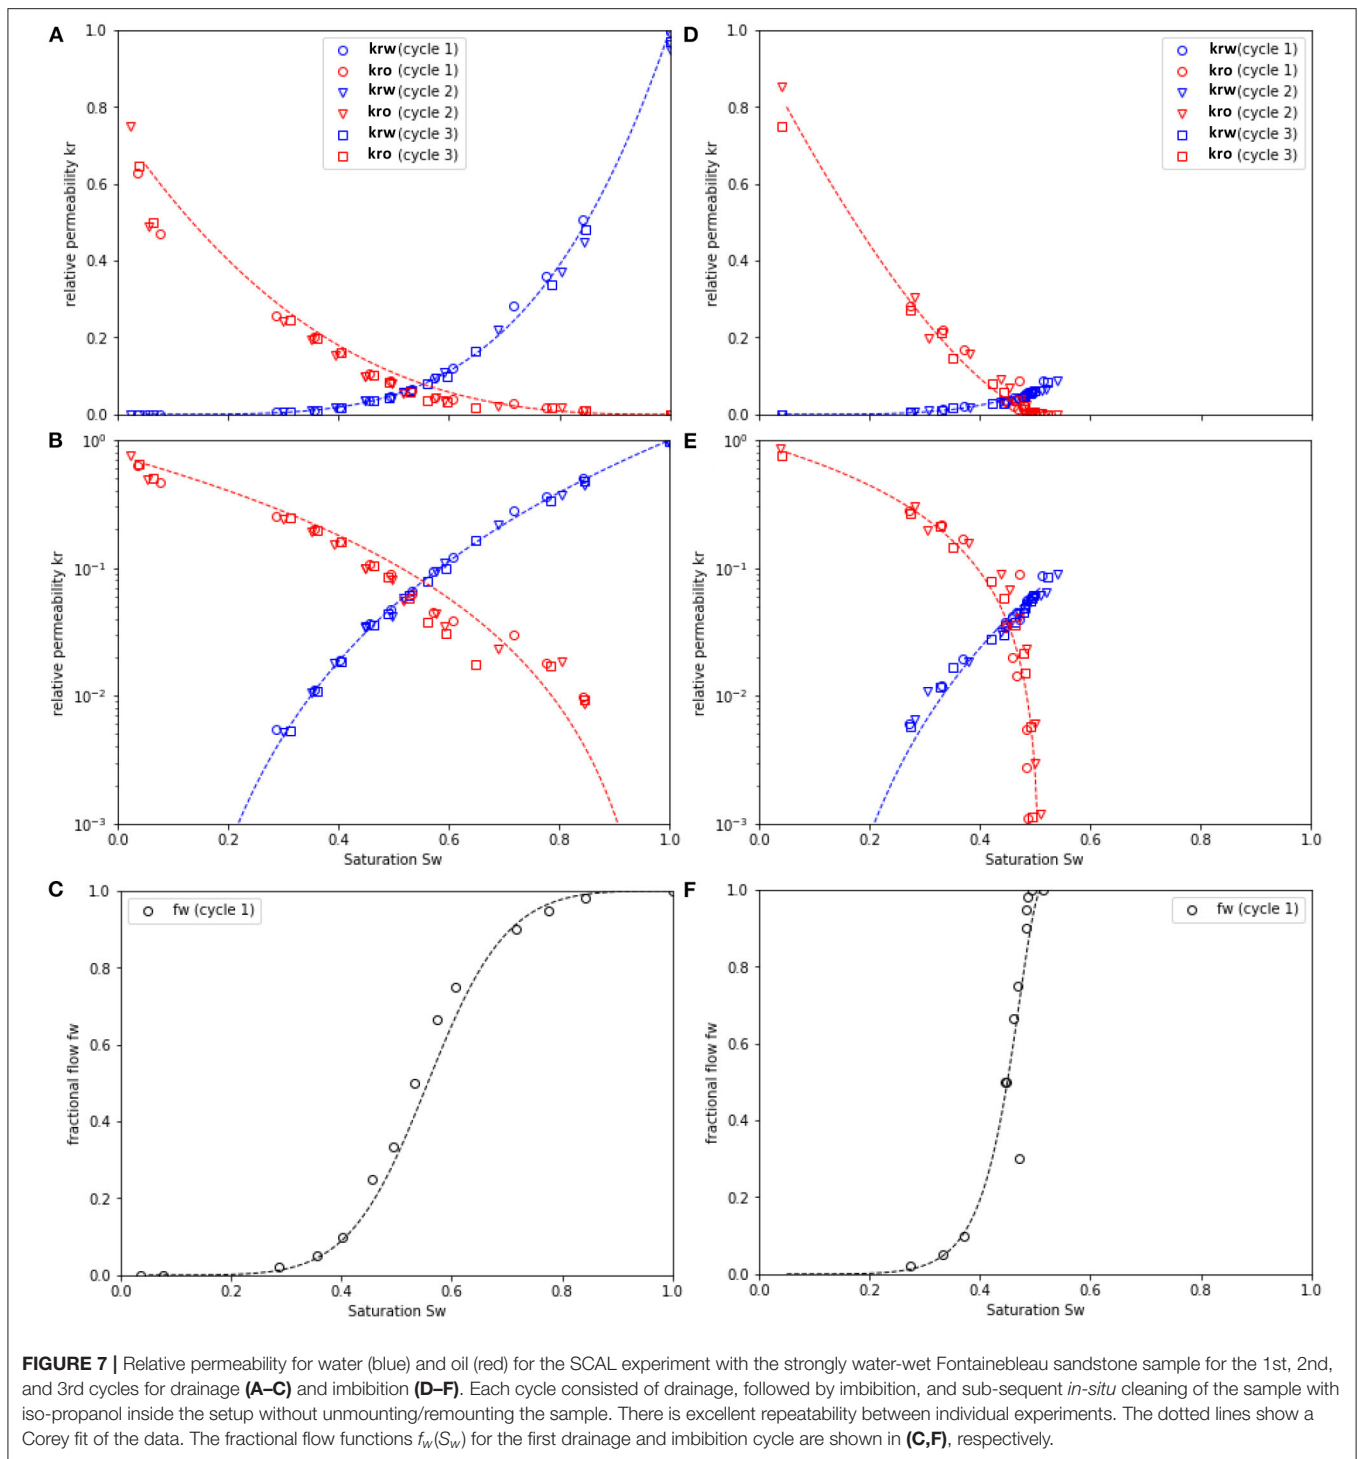 A
1.0
0.8
0.6
0.4
0.2
0.0
relative permeability kr
krw (cycle 1)
kro (cycle 1)
krw (cycle 2)
kro (cycle 2)
krw (cycle 3)
kro (cycle 3)
D
1.0
0.8
0.6
0.4
0.2
0.0
relative permeability kr
krw (cycle 1)
kro (cycle 1)
krw (cycle 2)
kro (cycle 2)
krw (cycle 3)
kro (cycle 3)
B
10⁰
10⁻¹
10⁻²
10⁻³
relative permeability kr
0.0 0.2 0.4 0.6 0.8 1.0
Saturation Sw
E
10⁰
10⁻¹
10⁻²
10⁻³
relative permeability kr
0.0 0.2 0.4 0.6 0.8 1.0
Saturation Sw
C
1.0
0.8
0.6
0.4
0.2
0.0
fractional flow fw
fw (cycle 1)
0.0 0.2 0.4 0.6 0.8 1.0
Saturation Sw
F
1.0
0.8
0.6
0.4
0.2
0.0
fractional flow fw
fw (cycle 1)
0.0 0.2 0.4 0.6 0.8 1.0
Saturation Sw
FIGURE 7 | Relative permeability for water (blue) and oil (red) for the SCAL experiment with the strongly water-wet Fontainebleau sandstone sample for the 1st, 2nd,
and 3rd cycles for drainage (A–C) and imbibition (D–F). Each cycle consisted of drainage, followed by imbibition, and sub-sequent in-situ cleaning of the sample with
iso-propanol inside the setup without unmounting/remounting the sample. There is excellent repeatability between individual experiments. The dotted lines show a
Corey fit of the data. The fractional flow functions fw(Sw) for the first drainage and imbibition cycle are shown in (C,F), respectively.